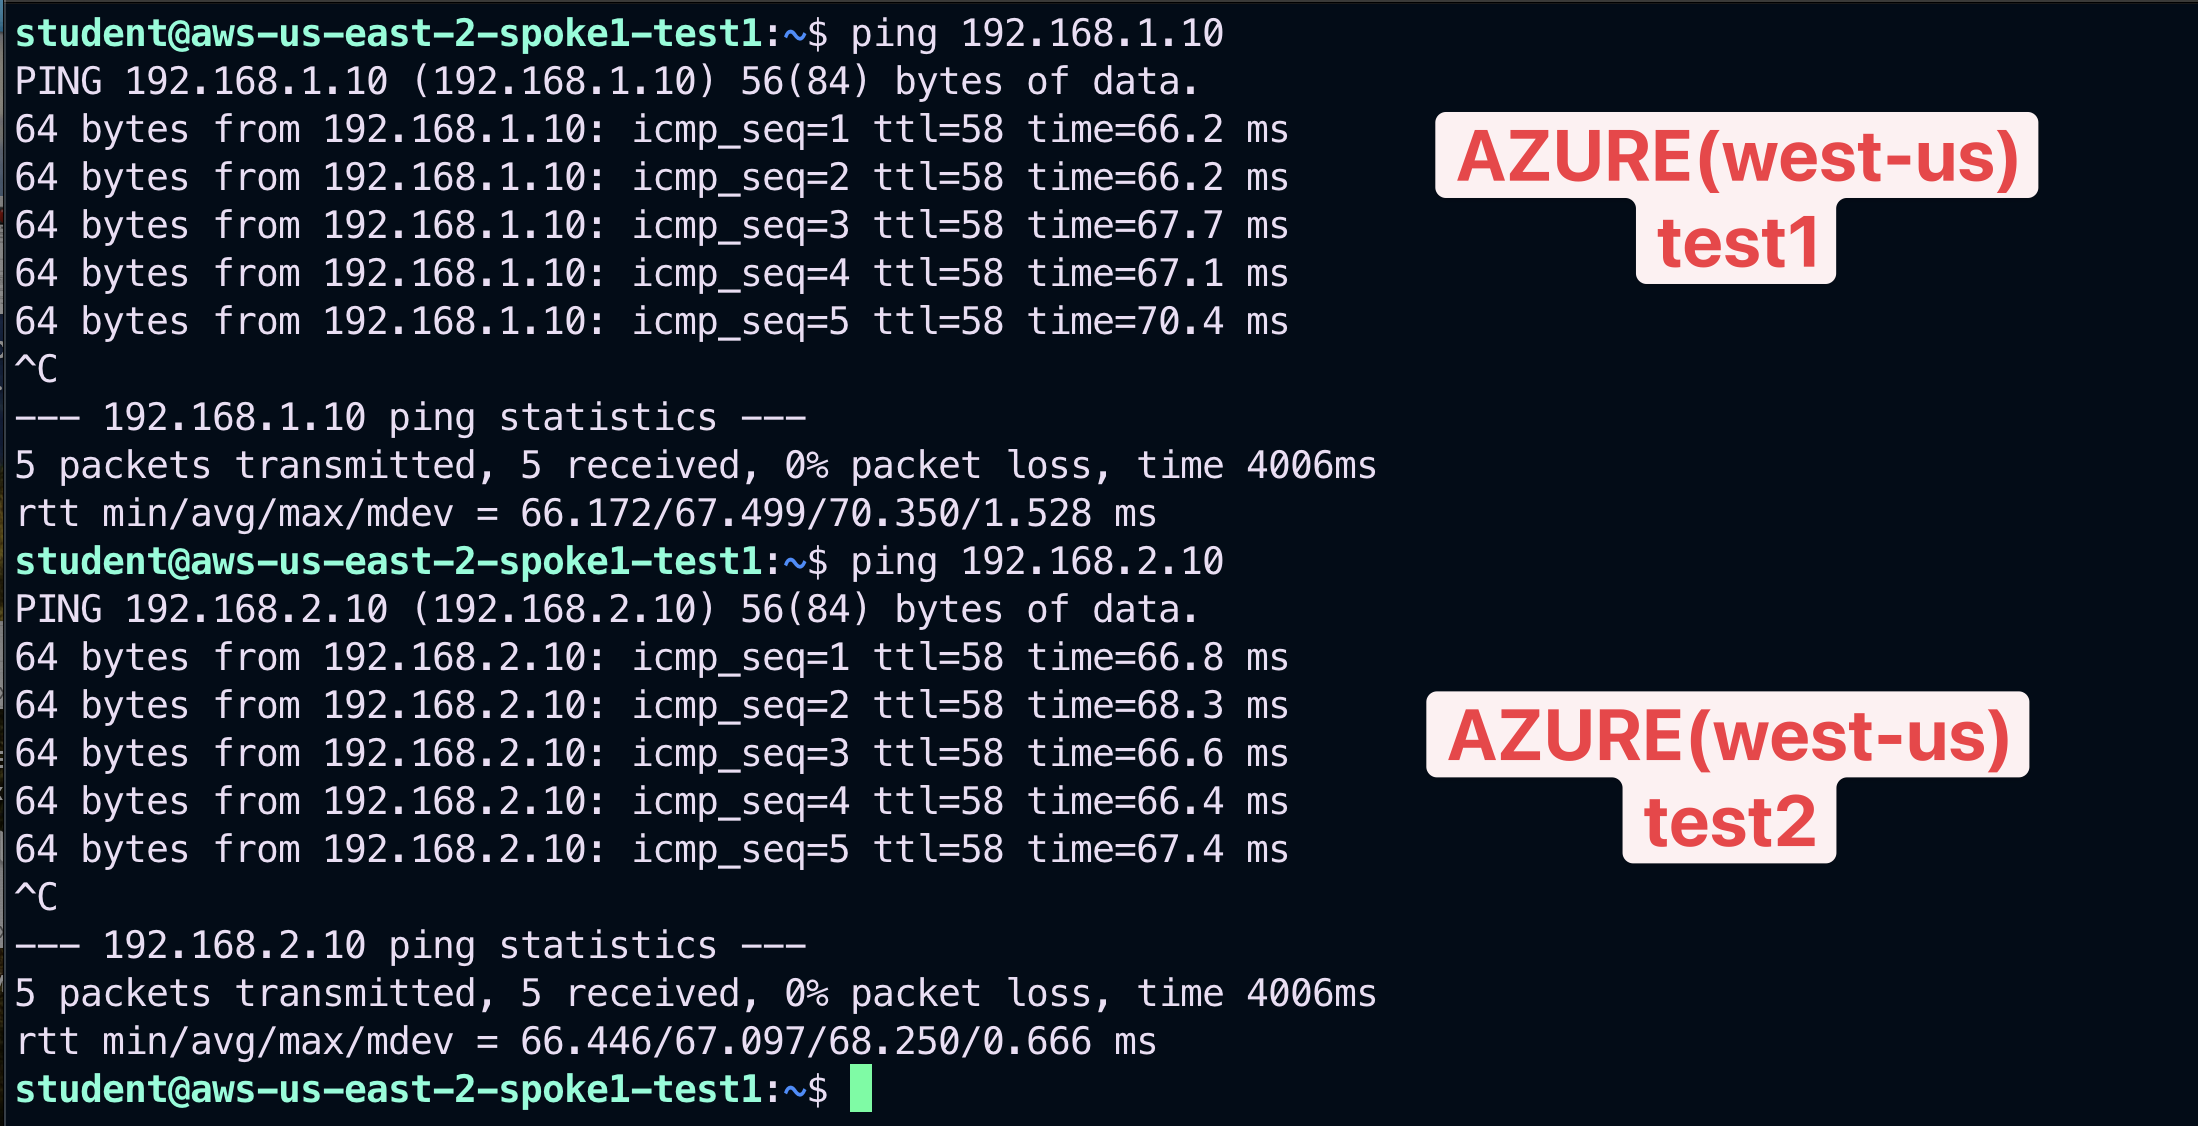 student@aws-us-east-2-spoke1-test1:~$ ping 192.168.1.10
PING 192.168.1.10 (192.168.1.10) 56(84) bytes of data.
64 bytes from 192.168.1.10: icmp_seq=1 ttl=58 time=66.2 ms
64 bytes from 192.168.1.10: icmp_seq=2 ttl=58 time=66.2 ms
64 bytes from 192.168.1.10: icmp_seq=3 ttl=58 time=67.7 ms
64 bytes from 192.168.1.10: icmp_seq=4 ttl=58 time=67.1 ms
64 bytes from 192.168.1.10: icmp_seq=5 ttl=58 time=70.4 ms
^C
--- 192.168.1.10 ping statistics ---
5 packets transmitted, 5 received, 0% packet loss, time 4006ms
rtt min/avg/max/mdev = 66.172/67.499/70.350/1.528 ms
AZURE(west-us)
test1
student@aws-us-east-2-spoke1-test1:~$ ping 192.168.2.10
PING 192.168.2.10 (192.168.2.10) 56(84) bytes of data.
64 bytes from 192.168.2.10: icmp_seq=1 ttl=58 time=66.8 ms
64 bytes from 192.168.2.10: icmp_seq=2 ttl=58 time=68.3 ms
64 bytes from 192.168.2.10: icmp_seq=3 ttl=58 time=66.6 ms
64 bytes from 192.168.2.10: icmp_seq=4 ttl=58 time=66.4 ms
64 bytes from 192.168.2.10: icmp_seq=5 ttl=58 time=67.4 ms
^C
--- 192.168.2.10 ping statistics ---
5 packets transmitted, 5 received, 0% packet loss, time 4006ms
rtt min/avg/max/mdev = 66.446/67.097/68.250/0.666 ms
AZURE(west-us)
test2
student@aws-us-east-2-spoke1-test1:~$